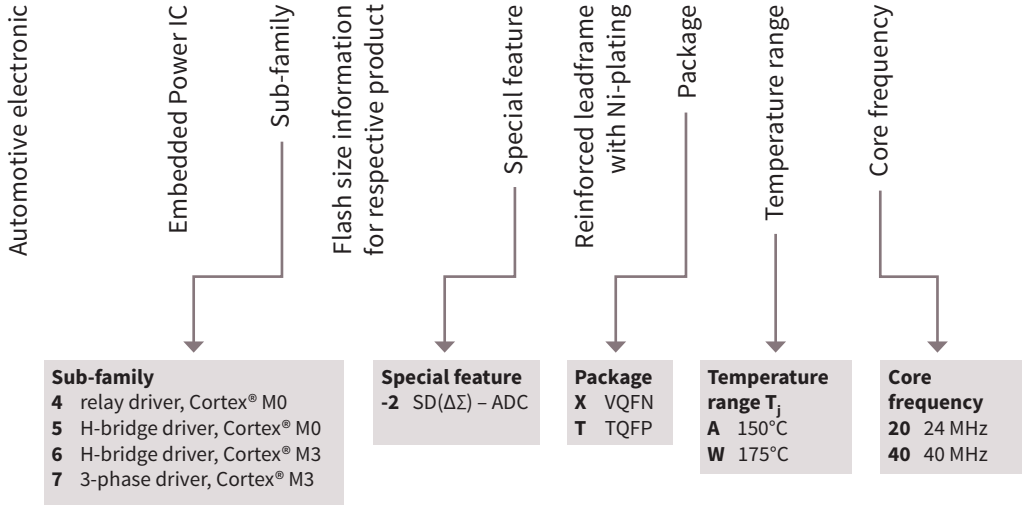 Automotive electronic
Embedded Power IC
Sub-family
Flash size information
for respective product
Special feature
Reinforced leadframe
with Ni-plating
Package
Temperature range
Core frequency
Sub-family
4 relay driver, Cortex® M0
5 H-bridge driver, Cortex® M0
6 H-bridge driver, Cortex® M3
7 3-phase driver, Cortex® M3
Special feature
-2 SD(ΔΣ) – ADC
Package
X VQFN
T TQFP
Temperature
range Tj
A 150°C
W 175°C
Core
frequency
20 24 MHz
40 40 MHz